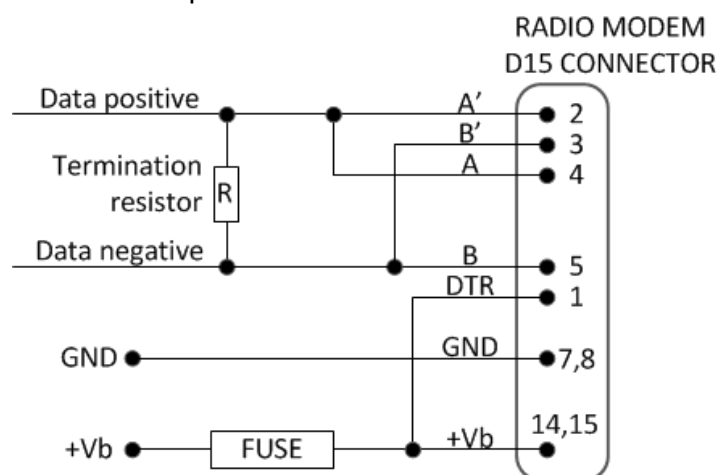 RADIO MODEM
D15 CONNECTOR
Data positive
A’
2
B’
3
A
4
Termination
resistor
R
Data negative
B
5
DTR
1
GND
GND
7,8
14,15
+Vb
FUSE
+Vb